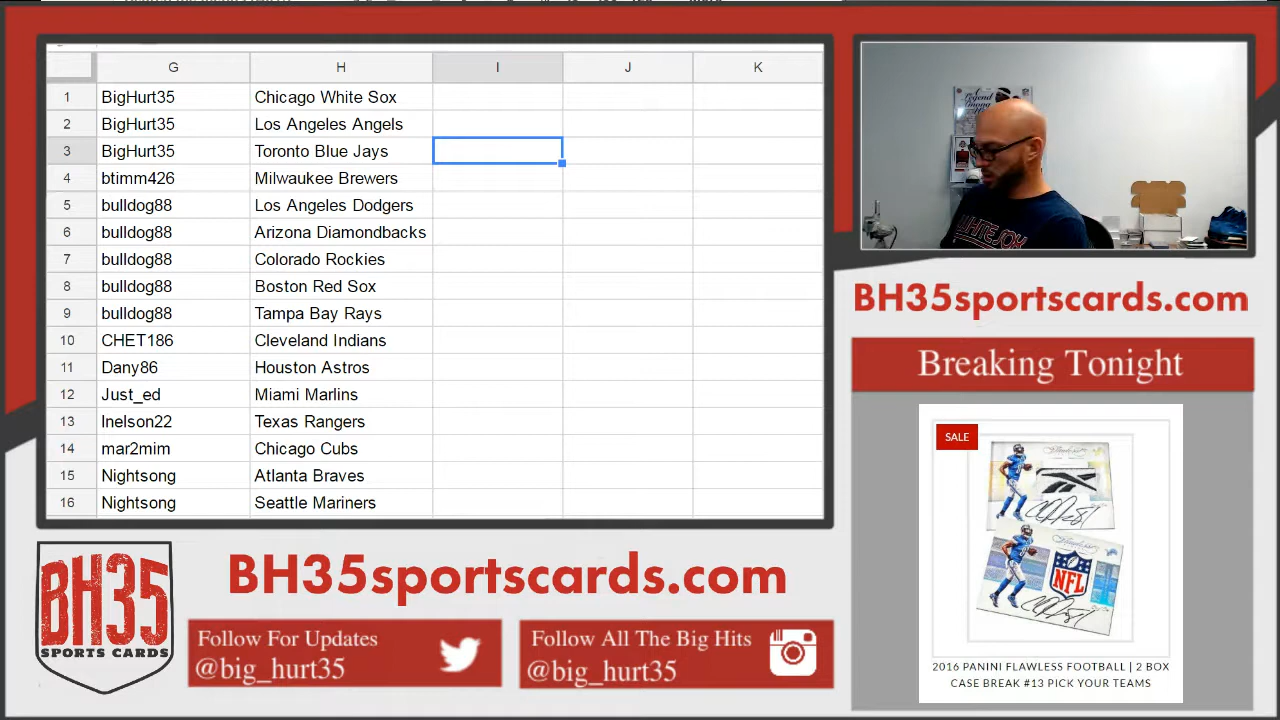 G H I J K
1 BigHurt35 Chicago White Sox
2 BigHurt35 Los Angeles Angels
3 BigHurt35 Toronto Blue Jays
4 btimm426 Milwaukee Brewers
5 bulldog88 Los Angeles Dodgers
6 bulldog88 Arizona Diamondbacks
7 bulldog88 Colorado Rockies
8 bulldog88 Boston Red Sox
9 bulldog88 Tampa Bay Rays
10 CHET186 Cleveland Indians
11 Dany86 Houston Astros
12 Just_ed Miami Marlins
13 lnelson22 Texas Rangers
14 mar2mim Chicago Cubs
15 Nightsong Atlanta Braves
16 Nightsong Seattle Mariners
WHITE SOX
BH35sportscards.com
Breaking Tonight
SALE
NFL
2016 PANINI FLAWLESS FOOTBALL | 2 BOX
CASE BREAK #13 PICK YOUR TEAMS
BH35
SPORTS CARDS
BH35sportscards.com
Follow For Updates
@big_hurt35
Follow All The Big Hits
@big_hurt35